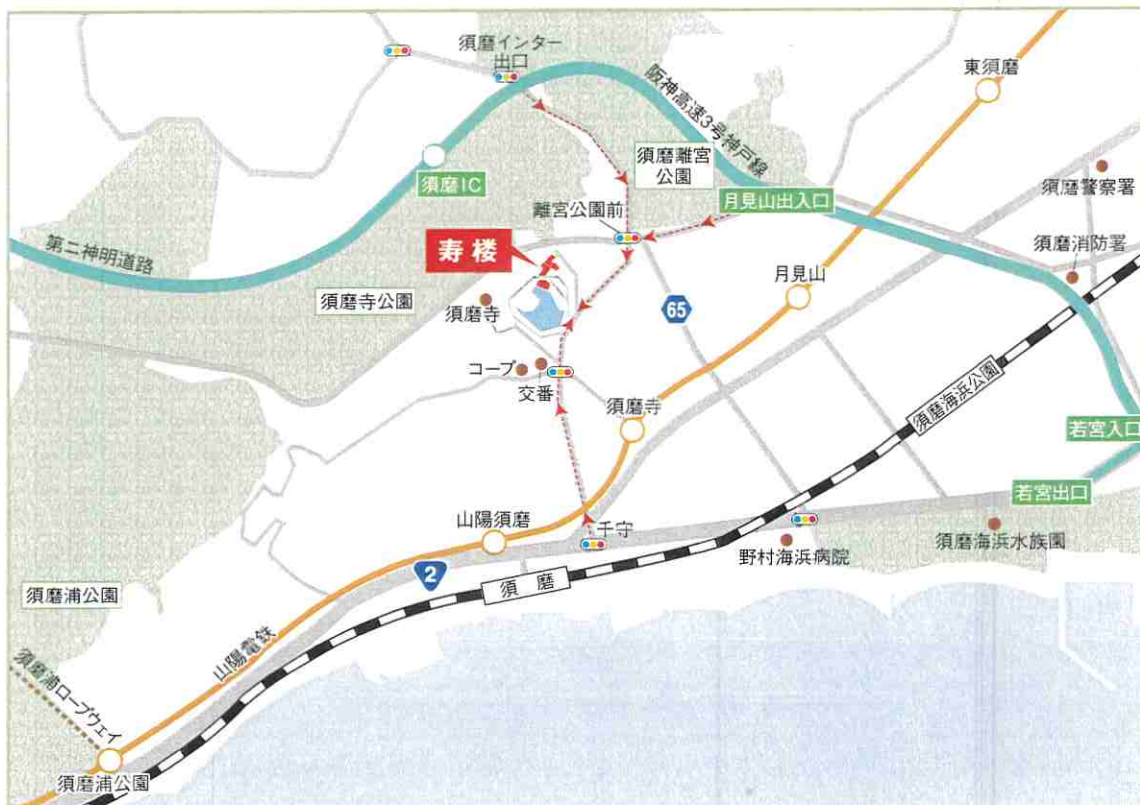 須磨インター
出口
東須磨
阪神高速3号神戸線
須磨離宮
公園
須磨IC
須磨警察署
月見山出入口
離宮公園前
寿楼
須磨消防署
第二神明道路
月見山
須磨寺公園
須磨寺
65
コープ
交番
須磨寺
須磨海浜公園
若宮入口
若宮出口
山陽須磨
千守
須磨海浜水族園
野村海浜病院
2
須磨
須磨浦公園
山陽電鉄
須磨浦ロープウェイ
須磨浦公園